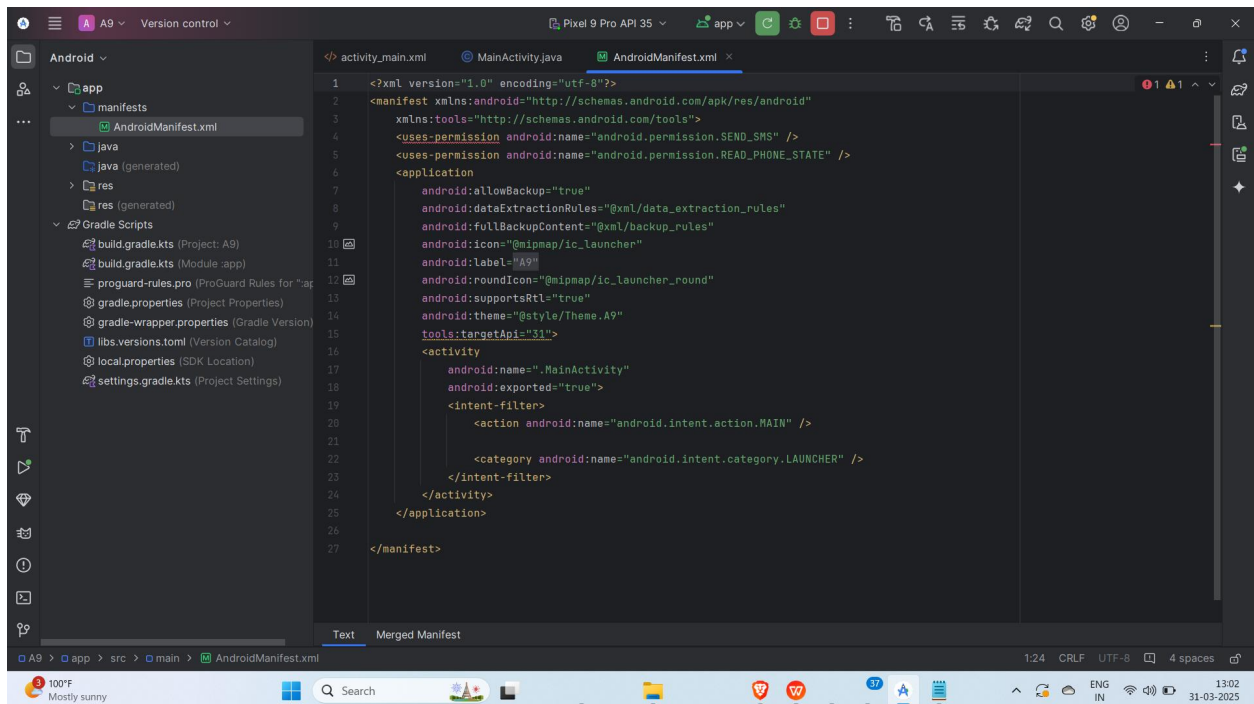 A A9 Version control Pixel 9 Pro API 35 app
Android
app
manifests
AndroidManifest.xml
java
java (generated)
res
res (generated)
Gradle Scripts
build.gradle.kts (Project: A9)
build.gradle.kts (Module :app)
proguard-rules.pro (ProGuard Rules for ":ap
gradle.properties (Project Properties)
gradle-wrapper.properties (Gradle Version)
libs.versions.toml (Version Catalog)
local.properties (SDK Location)
settings.gradle.kts (Project Settings)
activity_main.xml MainActivity.java AndroidManifest.xml
1 1
1 <?xml version="1.0" encoding="utf-8"?>
2 <manifest xmlns:android="http://schemas.android.com/apk/res/android"
3 xmlns:tools="http://schemas.android.com/tools">
4 <uses-permission android:name="android.permission.SEND_SMS" />
5 <uses-permission android:name="android.permission.READ_PHONE_STATE" />
6 <application
7 android:allowBackup="true"
8 android:dataExtractionRules="@xml/data_extraction_rules"
9 android:fullBackupContent="@xml/backup_rules"
10 android:icon="@mipmap/ic_launcher"
11 android:label="A9"
12 android:roundIcon="@mipmap/ic_launcher_round"
13 android:supportsRtl="true"
14 android:theme="@style/Theme.A9"
15 tools:targetApi="31">
16 <activity
17 android:name=".MainActivity"
18 android:exported="true">
19 <intent-filter>
20 <action android:name="android.intent.action.MAIN" />
21
22 <category android:name="android.intent.category.LAUNCHER" />
23 </intent-filter>
24 </activity>
25 </application>
26
27 </manifest>
Text Merged Manifest
A9 > app > src > main > AndroidManifest.xml 1:24 CRLF UTF-8 4 spaces
3 100°F
Mostly sunny
Search
37
ENG
IN
13:02
31-03-2025